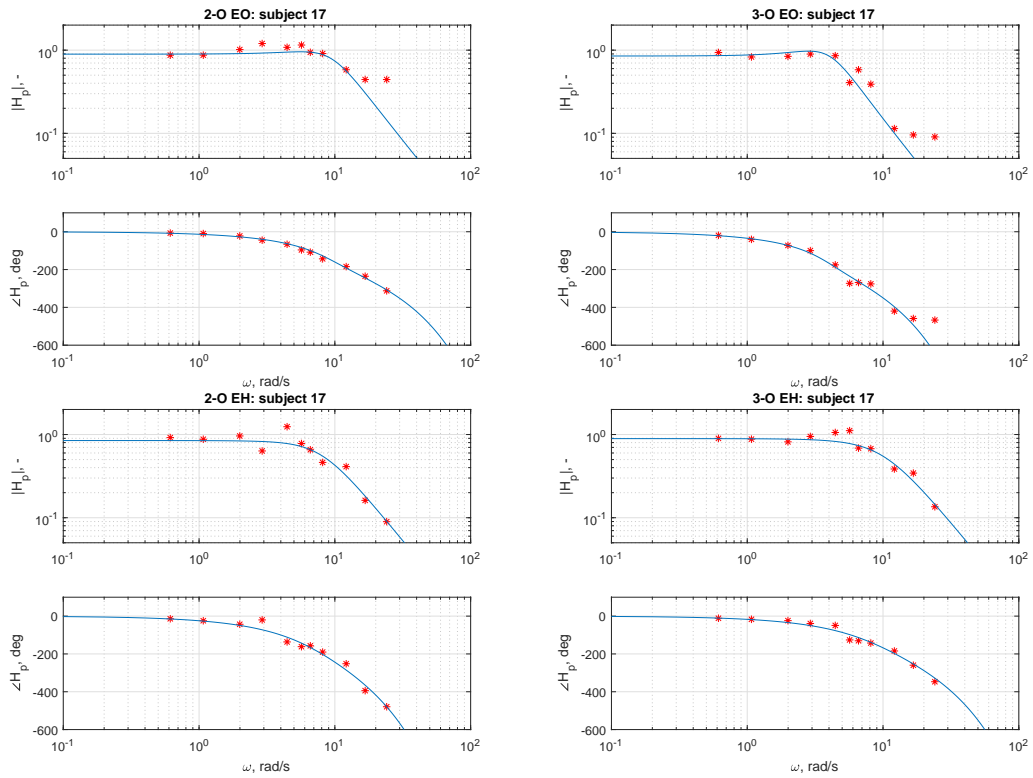 2-O EO: subject 17
10^0
10^-1
|H_p|, -
10^-1 10^0 10^1 10^2
0
-200
-400
-600
∠H_p, deg
10^-1 10^0 10^1 10^2
ω, rad/s
3-O EO: subject 17
10^0
10^-1
|H_p|, -
10^-1 10^0 10^1 10^2
0
-200
-400
-600
∠H_p, deg
10^-1 10^0 10^1 10^2
ω, rad/s
2-O EH: subject 17
10^0
10^-1
|H_p|, -
10^-1 10^0 10^1 10^2
0
-200
-400
-600
∠H_p, deg
10^-1 10^0 10^1 10^2
ω, rad/s
3-O EH: subject 17
10^0
10^-1
|H_p|, -
10^-1 10^0 10^1 10^2
0
-200
-400
-600
∠H_p, deg
10^-1 10^0 10^1 10^2
ω, rad/s